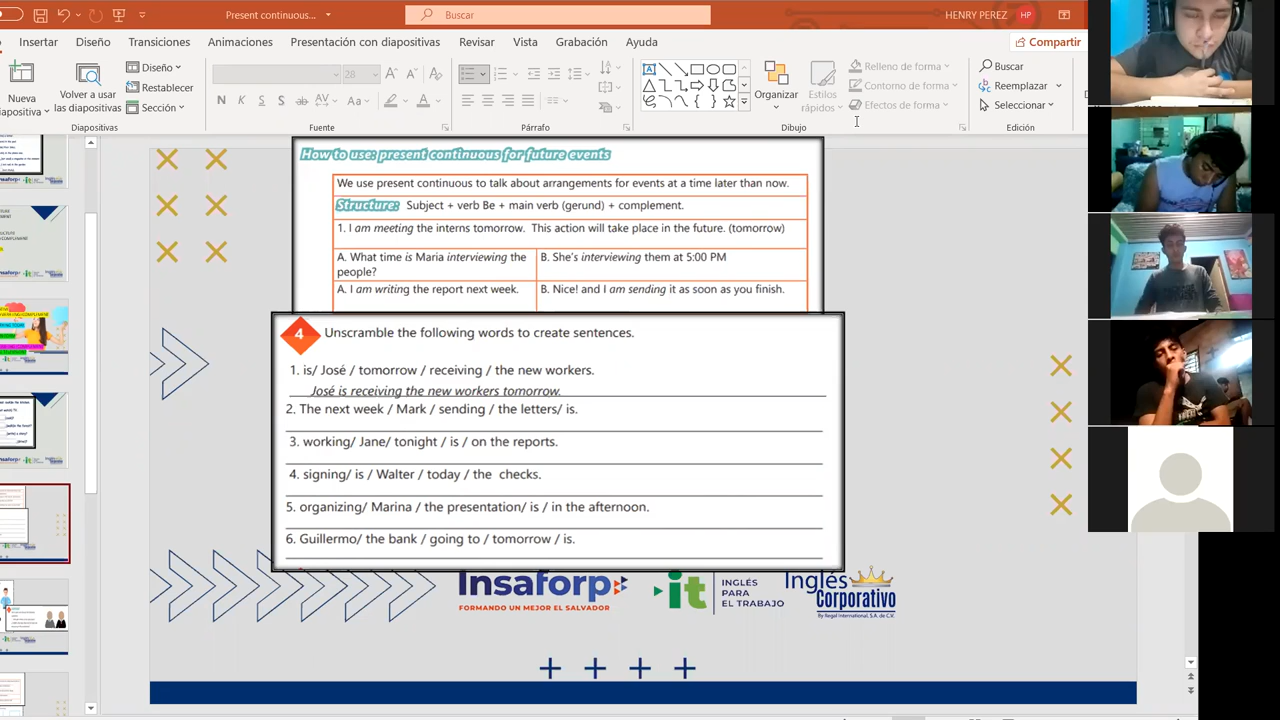 Present continuous...
Buscar
HENRY PEREZ
HP
Insertar
Diseño
Transiciones
Animaciones
Presentación con diapositivas
Revisar
Vista
Grabación
Ayuda
Compartir
Nueva
diapositiva
Volver a usar
las diapositivas
Diseño
Restablecer
Sección
Diapositivas
28
N
K
S
ab
AV
Aa
A
Fuente
Párrafo
Organizar
Estilos
rápidos
Relleno de forma
Contorno de forma
Efectos de forma
Dibujo
Buscar
Reemplazar
Seleccionar
Edición
How to use: present continuous for future events
We use present continuous to talk about arrangements for events at a time later than now.
Structure: Subject + verb Be + main verb (gerund) + complement.
1. I am meeting the interns tomorrow. This action will take place in the future. (tomorrow)
A. What time is Maria interviewing the
people?
B. She's interviewing them at 5:00 PM
A. I am writing the report next week.
B. Nice! and I am sending it as soon as you finish.
4
Unscramble the following words to create sentences.
1. is/ José / tomorrow / receiving / the new workers.
José is receiving the new workers tomorrow.
2. The next week / Mark / sending / the letters/ is.
3. working/ Jane/ tonight / is / on the reports.
4. signing/ is / Walter / today / the checks.
5. organizing/ Marina / the presentation/ is / in the afternoon.
6. Guillermo/ the bank / going to / tomorrow / is.
Insaforp
FORMANDO UN MEJOR EL SALVADOR
it
INGLÉS
PARA
EL TRABAJO
Inglés
Corporativo
By Regal International, S.A. de C.V.